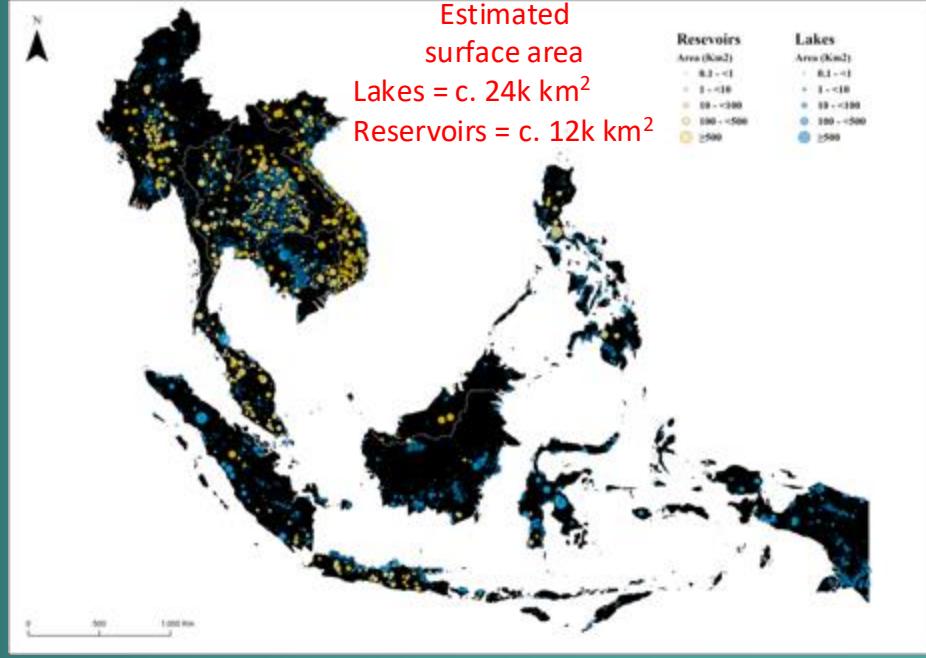 Estimated
surface area
Lakes = c. 24k km²
Reservoirs = c. 12k km²
N
Resevoirs
Area (Km2)
0.1 - <1
1 - <10
10 - <100
100 - <500
≥500
Lakes
Area (Km2)
0.1 - <1
1 - <10
10 - <100
100 - <500
≥500
0 500 1,000 Km